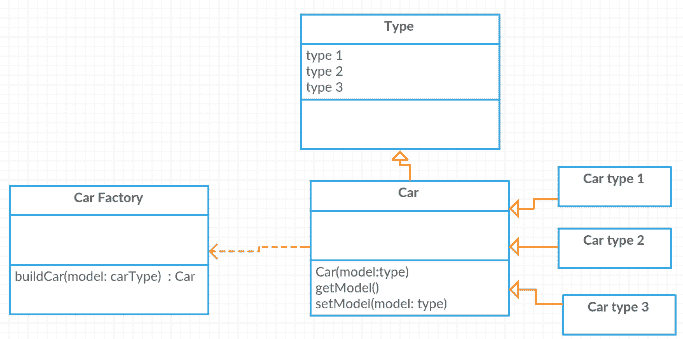 Type
type 1
type 2
type 3
Car Factory
buildCar(model: carType) : Car
Car
Car(model:type)
getModel()
setModel(model: type)
Car type 1
Car type 2
Car type 3